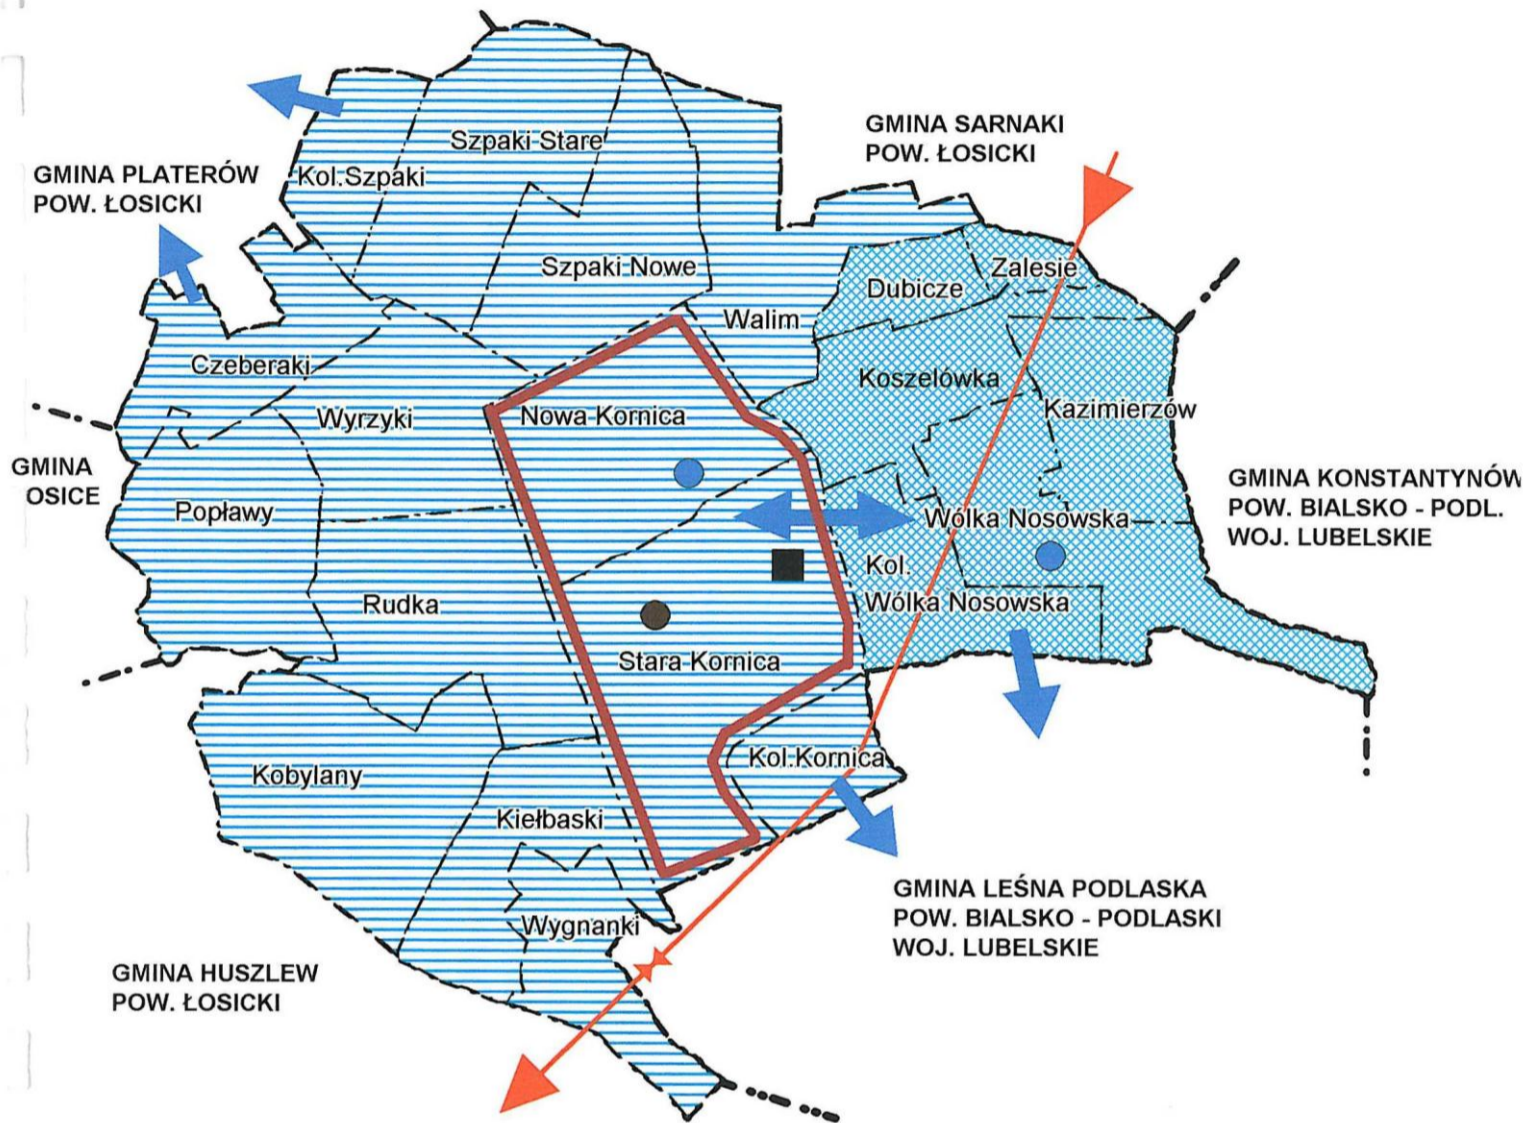 GMINA SARNAKI
POW. ŁOSICKI
Szpaki Stare
GMINA PLATERÓW
POW. ŁOSICKI
Kol.Szpaki
Szpaki Nowe
Zalesie
Dubicze
Walim
Czeberaki
Koszelówka
Wyrzyki
Nowa Kornica
Kazimierzów
GMINA
OSICE
GMINA KONSTANTYNÓW
POW. BIALSKO - PODL.
WOJ. LUBELSKIE
Popławy
Wólka Nosowska
Kol.
Wólka Nosowska
Rudka
Stara Kornica
Kol.Kornica
Kobylany
Kiełbaski
GMINA LEŚNA PODLASKA
POW. BIALSKO - PODLASKI
WOJ. LUBELSKIE
Wygnanki
GMINA HUSZLEW
POW. ŁOSICKI